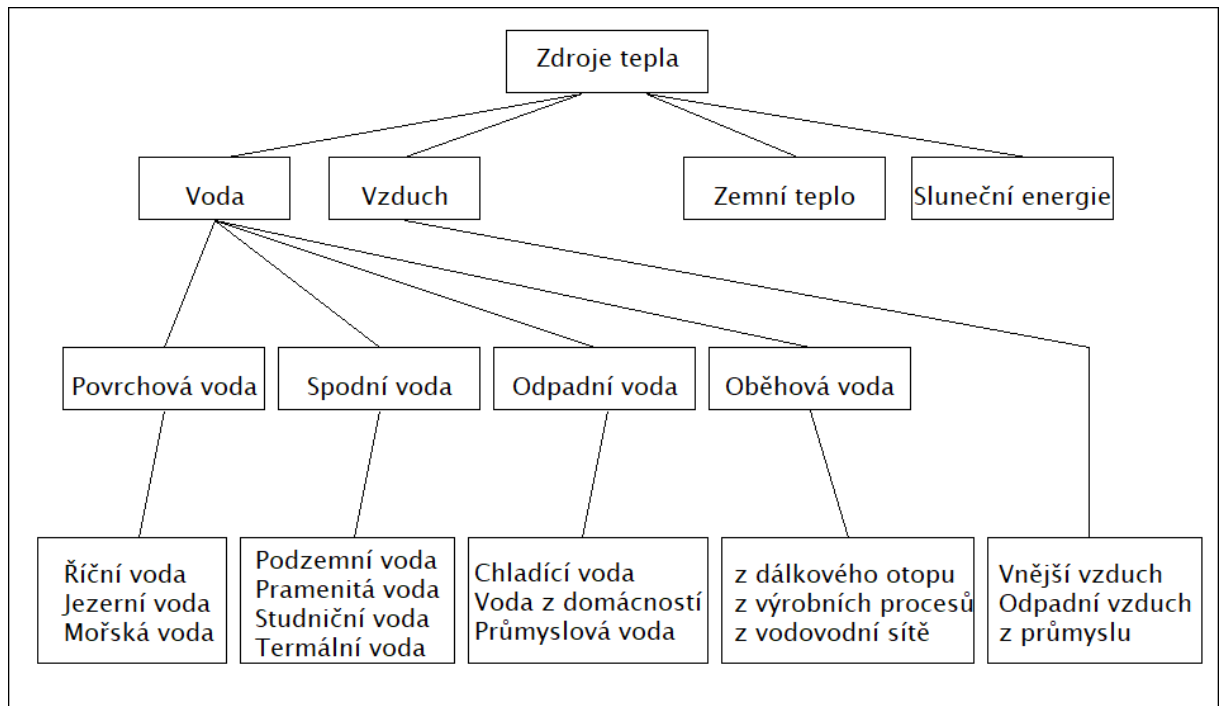 Zdroje tepla
Voda
Vzduch
Zemní teplo
Sluneční energie
Povrchová voda
Spodní voda
Odpadní voda
Oběhová voda
Říční voda
Jezerní voda
Mořská voda
Podzemní voda
Pramenitá voda
Studniční voda
Termální voda
Chladící voda
Voda z domácností
Průmyslová voda
z dálkového otopu
z výrobních procesů
z vodovodní sítě
Vnější vzduch
Odpadní vzduch
z průmyslu